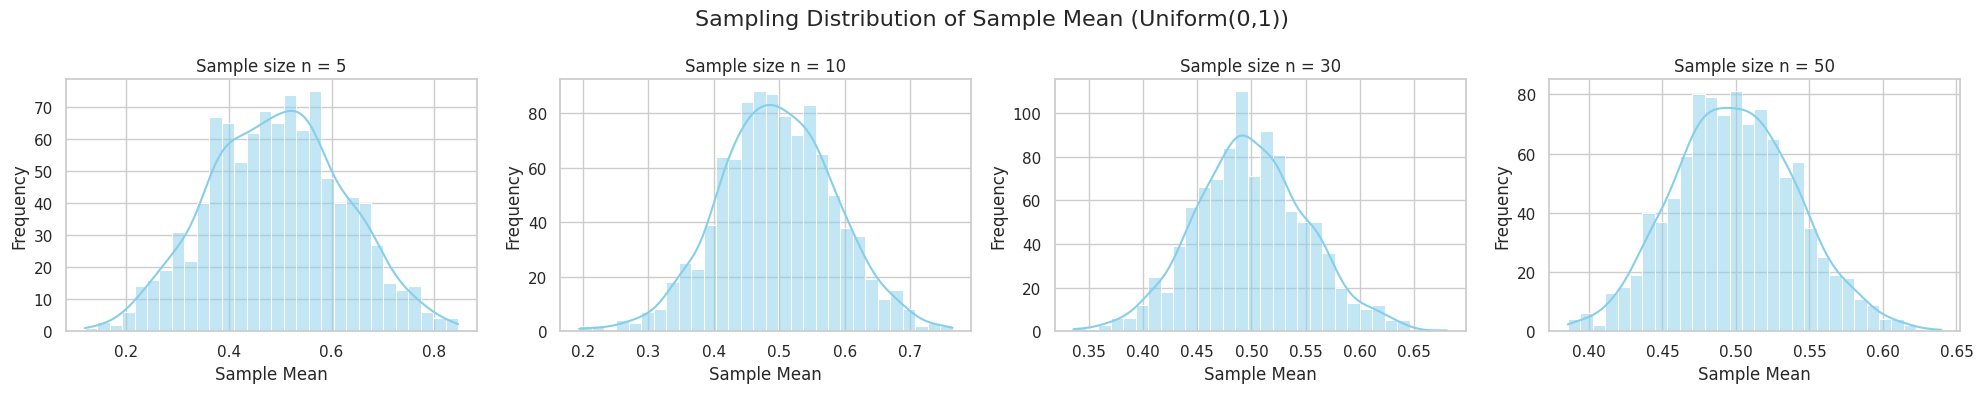 Sampling Distribution of Sample Mean (Uniform(0,1))
Sample size n = 5
Frequency
70
60
50
40
30
20
10
0
0.2 0.4 0.6 0.8
Sample Mean
Sample size n = 10
Frequency
80
60
40
20
0
0.2 0.3 0.4 0.5 0.6 0.7
Sample Mean
Sample size n = 30
Frequency
100
80
60
40
20
0
0.35 0.40 0.45 0.50 0.55 0.60 0.65
Sample Mean
Sample size n = 50
Frequency
80
60
40
20
0
0.40 0.45 0.50 0.55 0.60 0.65
Sample Mean